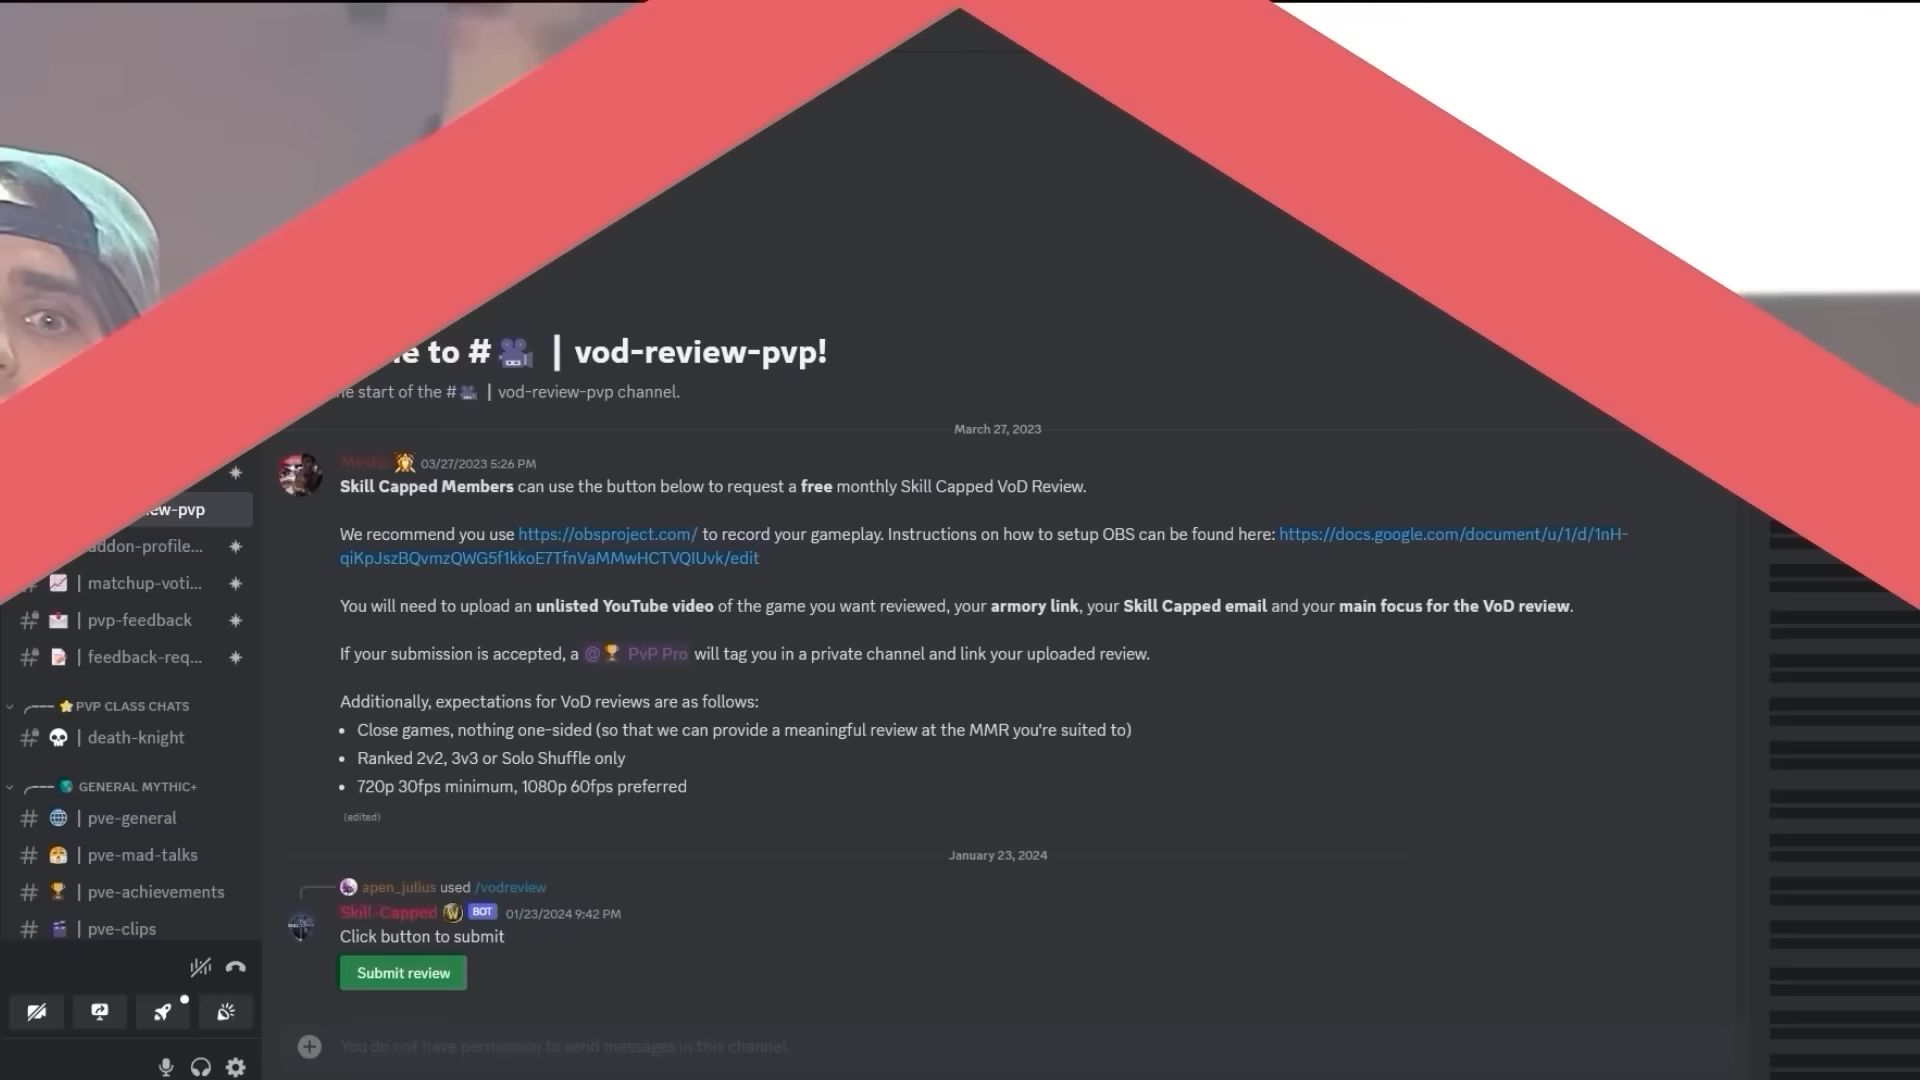 to # | vod-review-pvp!
start of the # | vod-review-pvp channel.
March 27, 2023
03/27/2023 5:26 PM
Skill Capped Members can use the button below to request a free monthly Skill Capped VoD Review.
We recommend you use https://obsproject.com/ to record your gameplay. Instructions on how to setup OBS can be found here: https://docs.google.com/document/u/1/d/1nH-
qiKpJszBQvmzQWG5f1kkoE7TfnVaMMwHCTVQIUvk/edit
You will need to upload an unlisted YouTube video of the game you want reviewed, your armory link, your Skill Capped email and your main focus for the VoD review.
If your submission is accepted, a @ PvP Pro will tag you in a private channel and link your uploaded review.
Additionally, expectations for VoD reviews are as follows:
• Close games, nothing one-sided (so that we can provide a meaningful review at the MMR you're suited to)
• Ranked 2v2, 3v3 or Solo Shuffle only
• 720p 30fps minimum, 1080p 60fps preferred
(edited)
January 23, 2024
apen_julius used /vodreview
Skill-Capped BOT 01/23/2024 9:42 PM
Click button to submit
Submit review
You do not have permission to send messages in this channel.
ew-pvp
addon-profile...
# | matchup-voti...
# | pvp-feedback
# | feedback-req...
PVP CLASS CHATS
# | death-knight
GENERAL MYTHIC+
# | pve-general
# | pve-mad-talks
# | pve-achievements
# | pve-clips